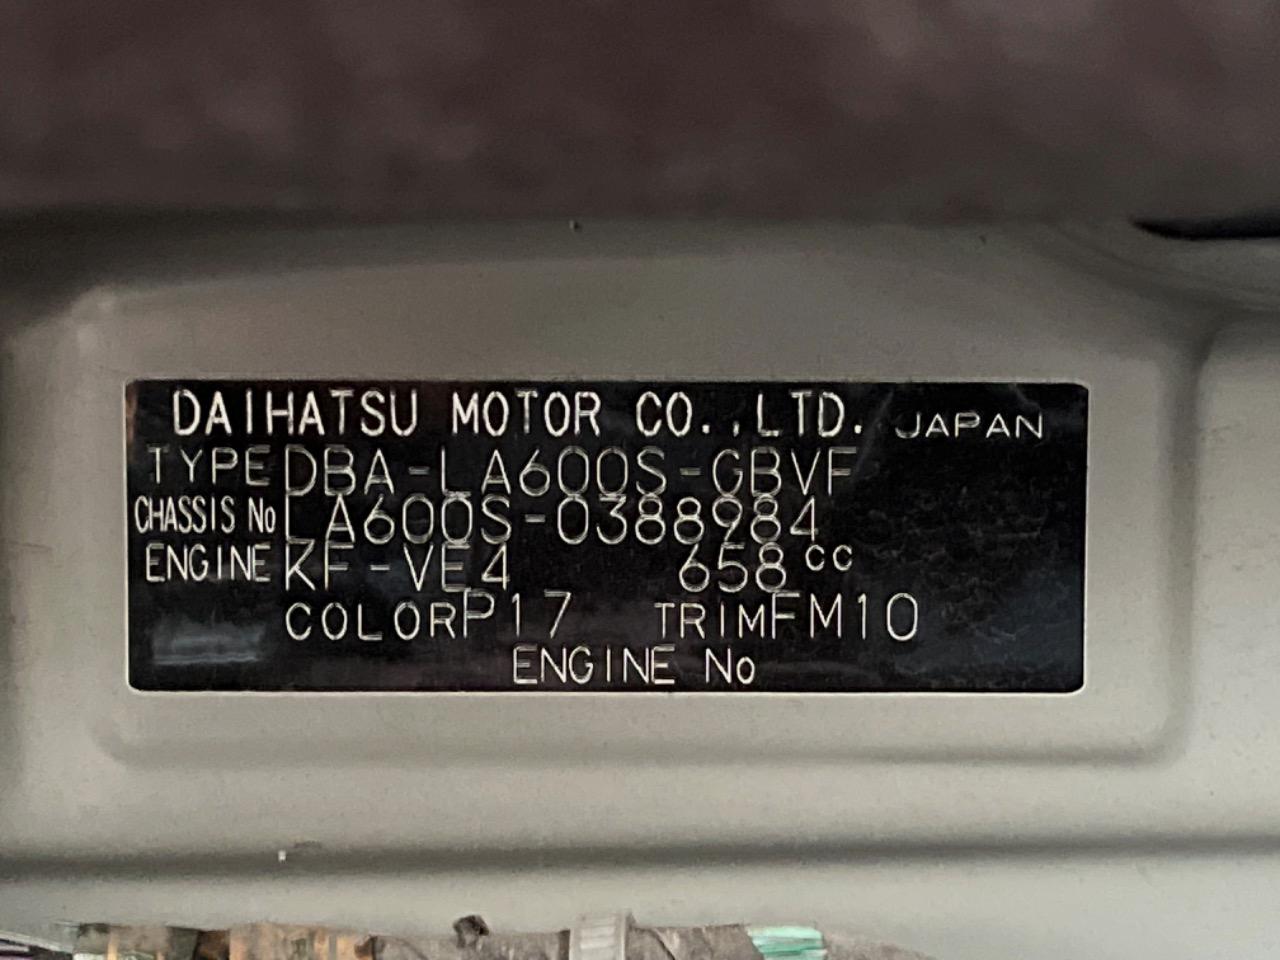 DAIHATSU MOTOR CO.,LTD. JAPAN
TYPE DBA-LA600S-GBVF
CHASSIS No LA600S-0388984
ENGINE KF-VE4 658cc
COLOR P17 TRIM FM10
ENGINE No